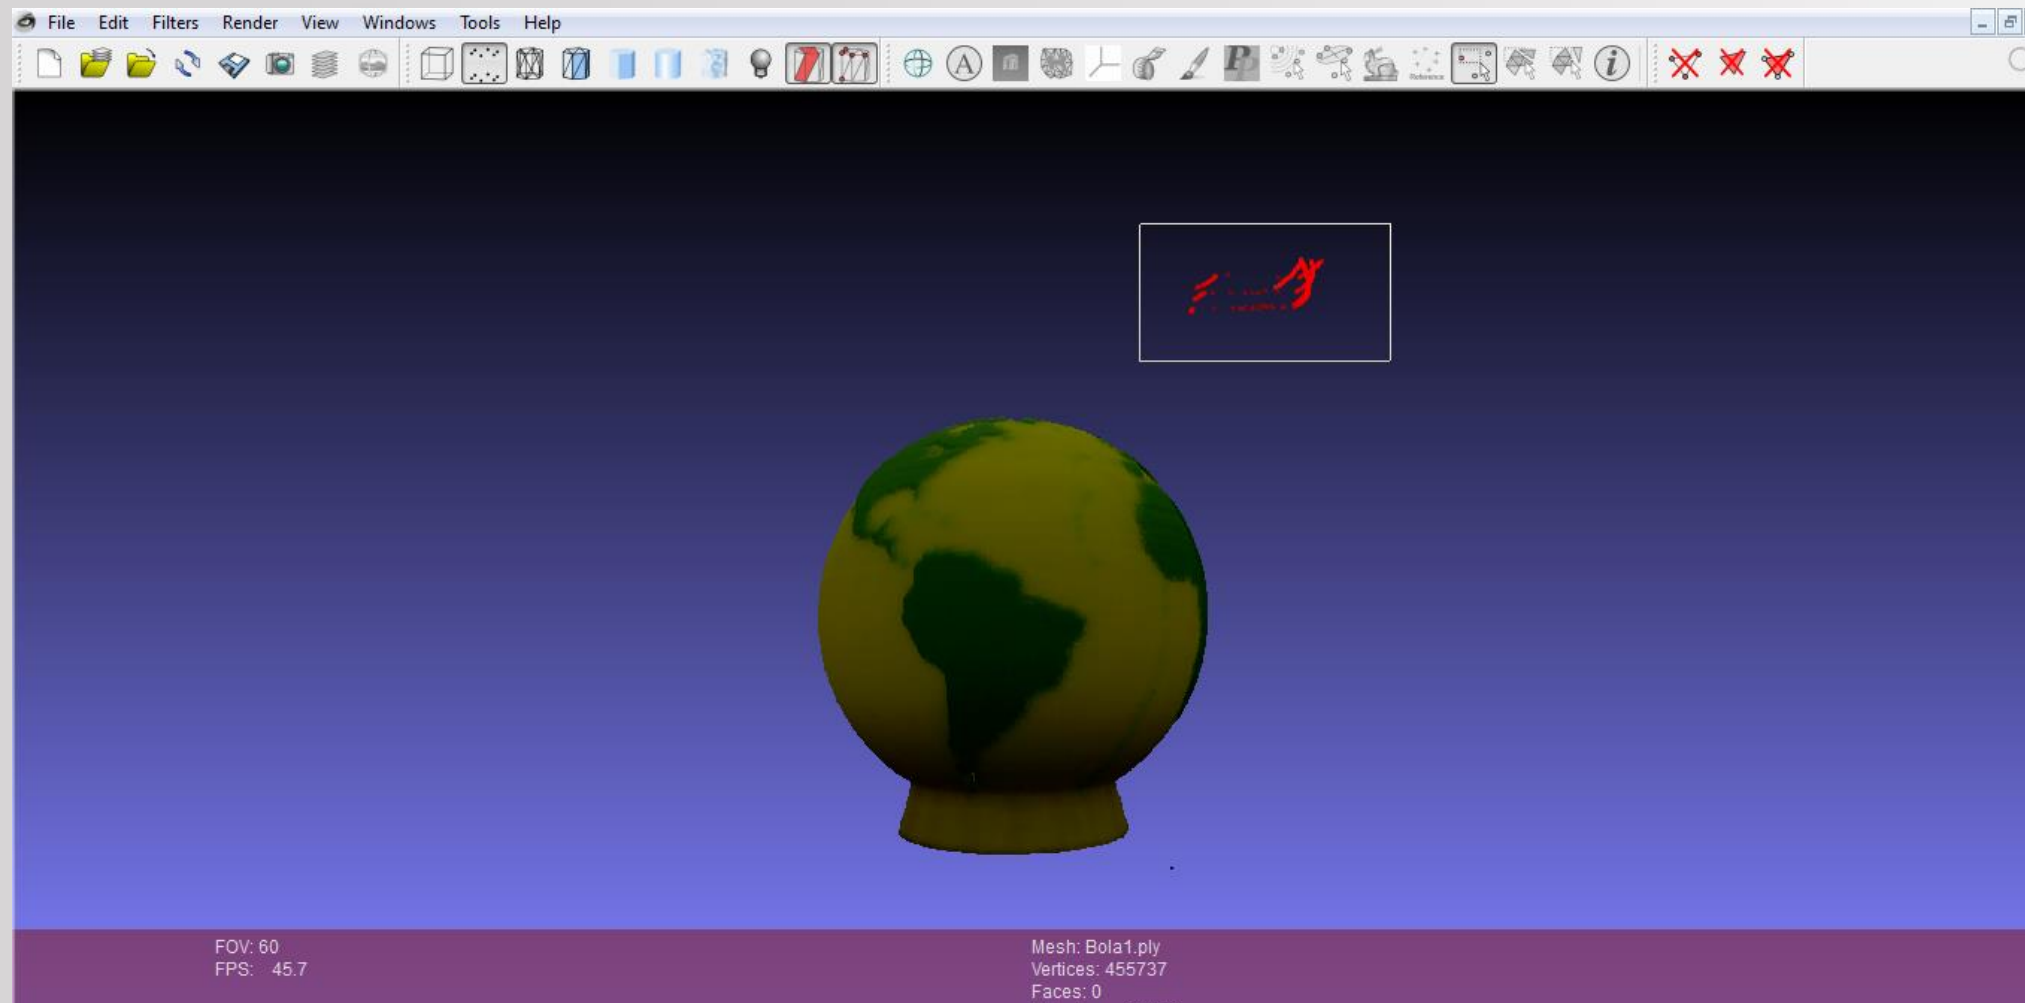 File Edit Filters Render View Windows Tools Help
FOV: 60
FPS: 45.7
Mesh: Bola1.ply
Vertices: 455737
Faces: 0